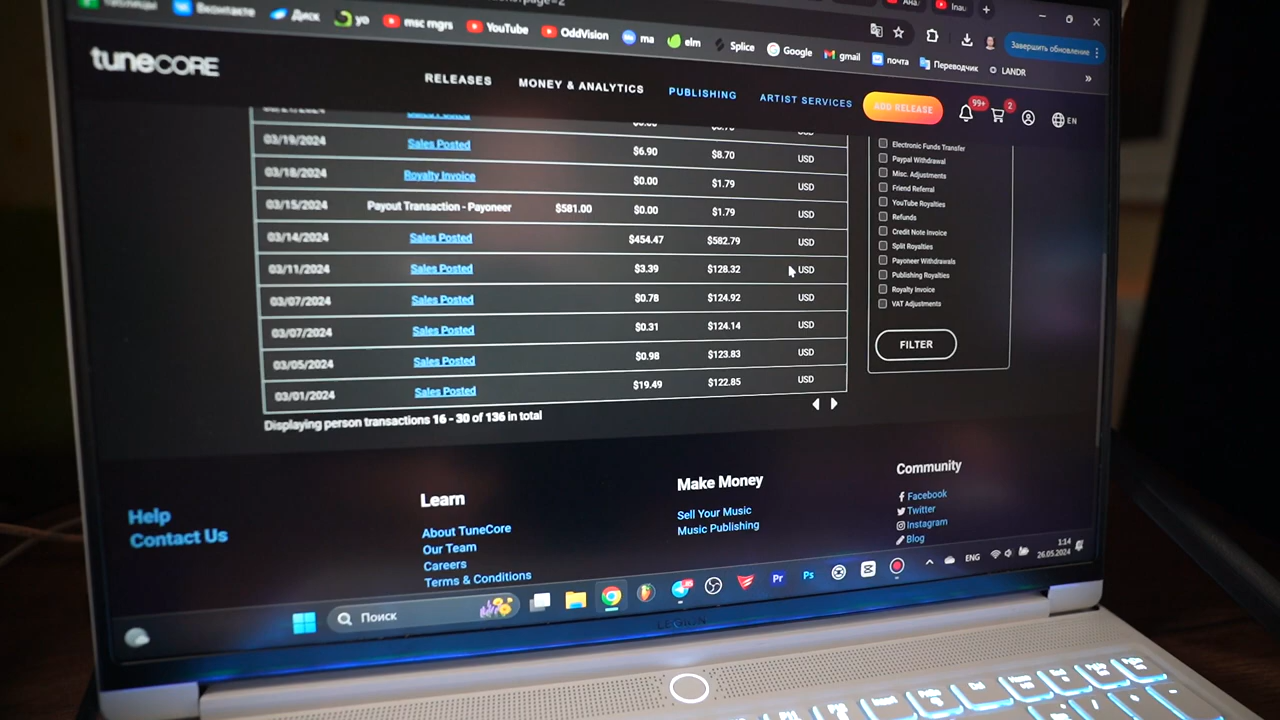 Таблицы Вконтакте Диск yo msc mgrs YouTube OddVision ma elm Splice Google gmail почта Переводчик LANDR »
Завершить обновление
tunecore
RELEASES MONEY & ANALYTICS PUBLISHING ARTIST SERVICES ADD RELEASE 99+ 2 EN
03/19/2024 Sales Posted $6.90 $8.70 USD
03/18/2024 Royalty Invoice $0.00 $1.79 USD
03/15/2024 Payout Transaction - Payoneer $581.00 $0.00 $1.79 USD
03/14/2024 Sales Posted $454.47 $582.79 USD
03/11/2024 Sales Posted $3.39 $128.32 USD
03/07/2024 Sales Posted $0.78 $124.92 USD
03/07/2024 Sales Posted $0.31 $124.14 USD
03/05/2024 Sales Posted $0.98 $123.83 USD
03/01/2024 Sales Posted $19.49 $122.85 USD
Displaying person transactions 16 - 30 of 136 in total
Electronic Funds Transfer
Paypal Withdrawal
Misc. Adjustments
Friend Referral
YouTube Royalties
Refunds
Credit Note Invoice
Split Royalties
Payoneer Withdrawals
Publishing Royalties
Royalty Invoice
VAT Adjustments
FILTER
Help
Contact Us
Learn
About TuneCore
Our Team
Careers
Terms & Conditions
Make Money
Sell Your Music
Music Publishing
Community
Facebook
Twitter
Instagram
Blog
Поиск
Pr Ps
ENG
1:14
26.05.2024
LEGION